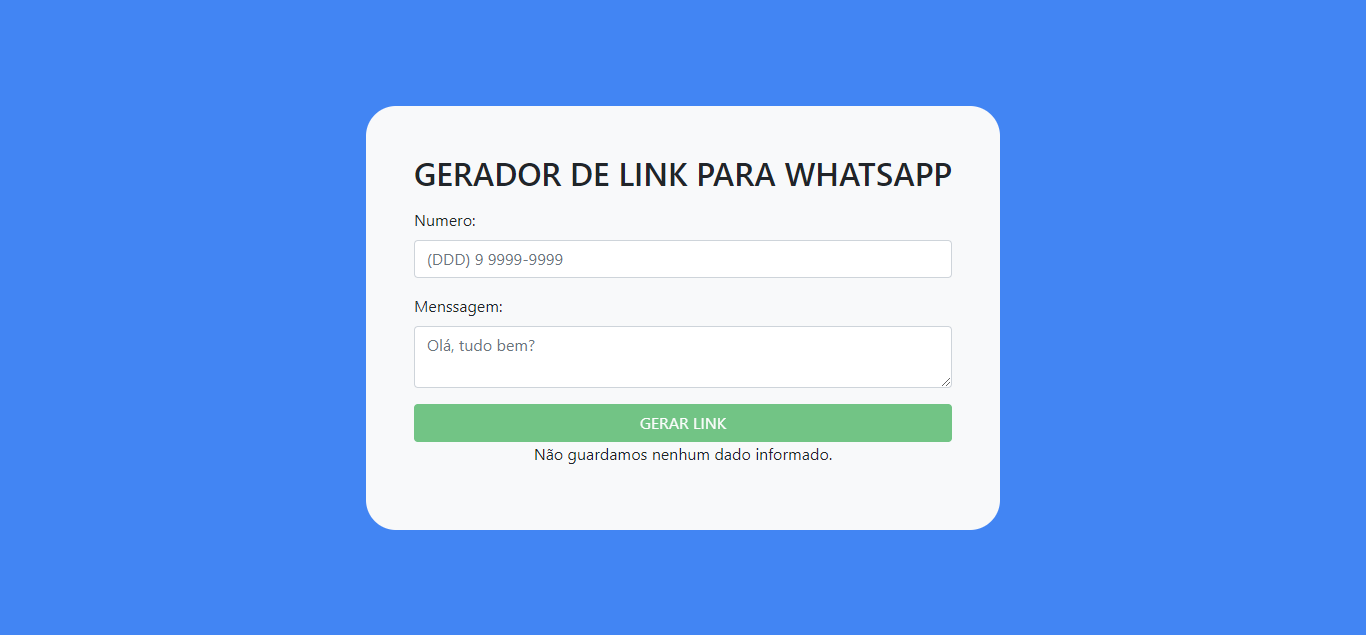 GERADOR DE LINK PARA WHATSAPP
Numero:
(DDD) 9 9999-9999
Menssagem:
Olá, tudo bem?
GERAR LINK
Não guardamos nenhum dado informado.